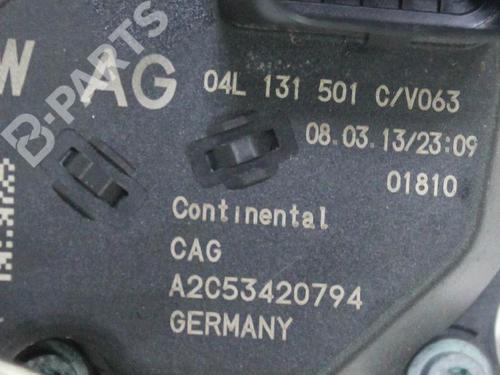 W AG
04L 131 501 C/V063
08.03.13/23:09
01810
Continental
CAG
A2C53420794
GERMANY
B-PARTS